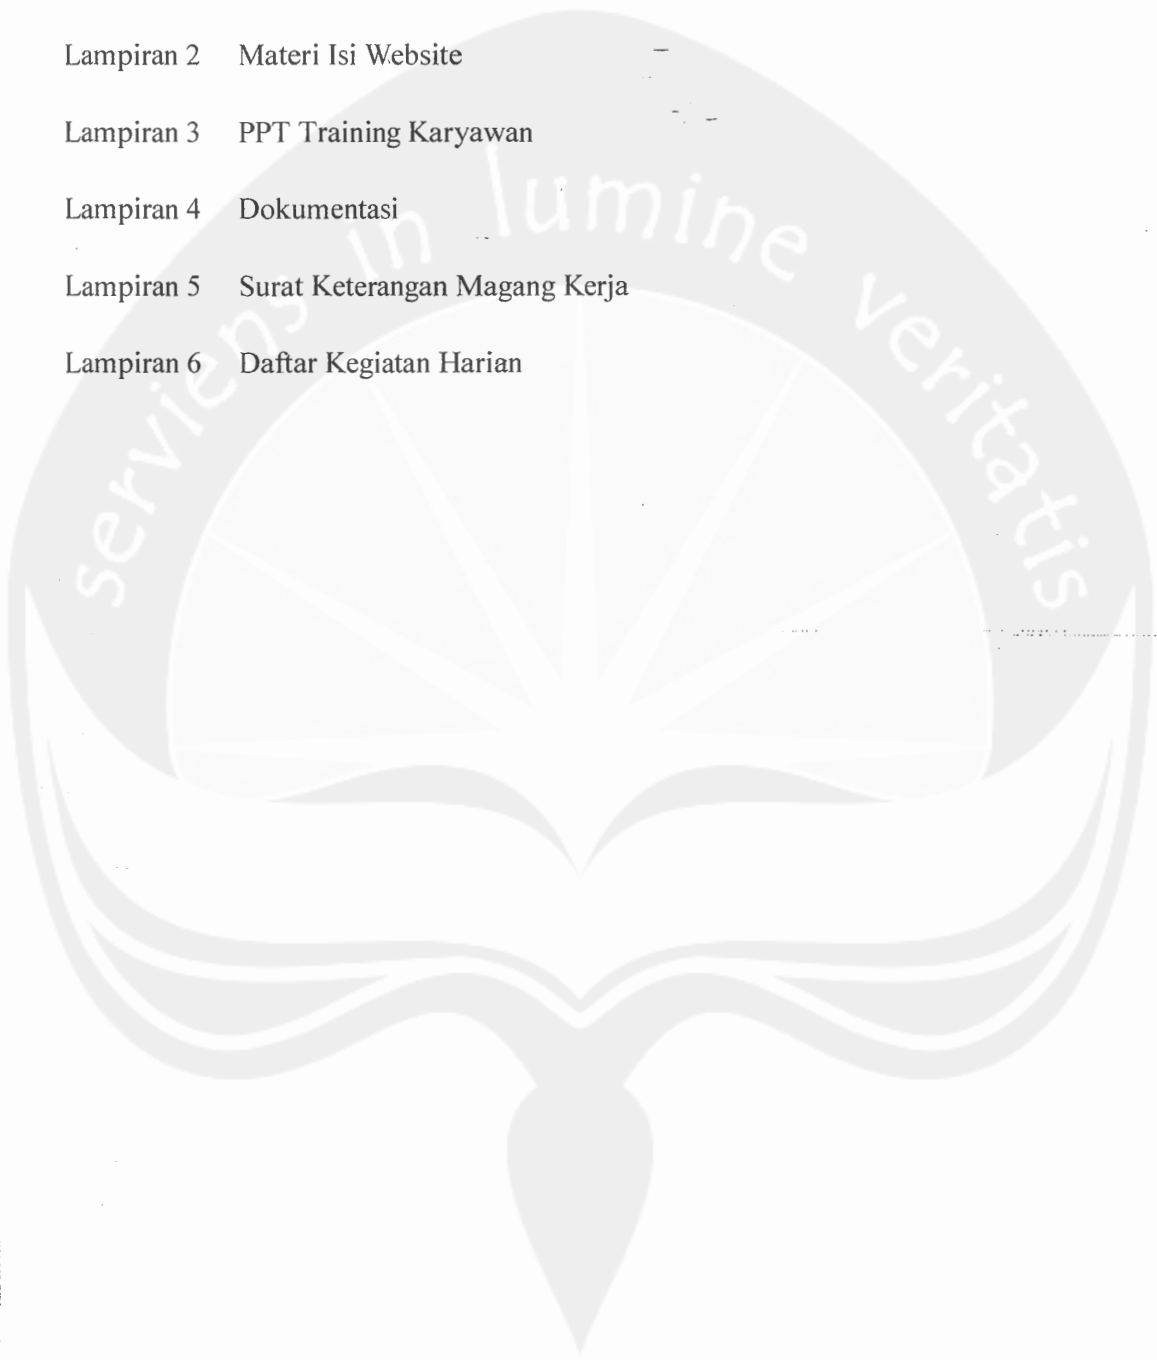 Lampiran 2 Materi Isi Website
Lampiran 3 PPT Training Karyawan
Lampiran 4 Dokumentasi
Lampiran 5 Surat Keterangan Magang Kerja
Lampiran 6 Daftar Kegiatan Harian
serviens in lumine veritatis